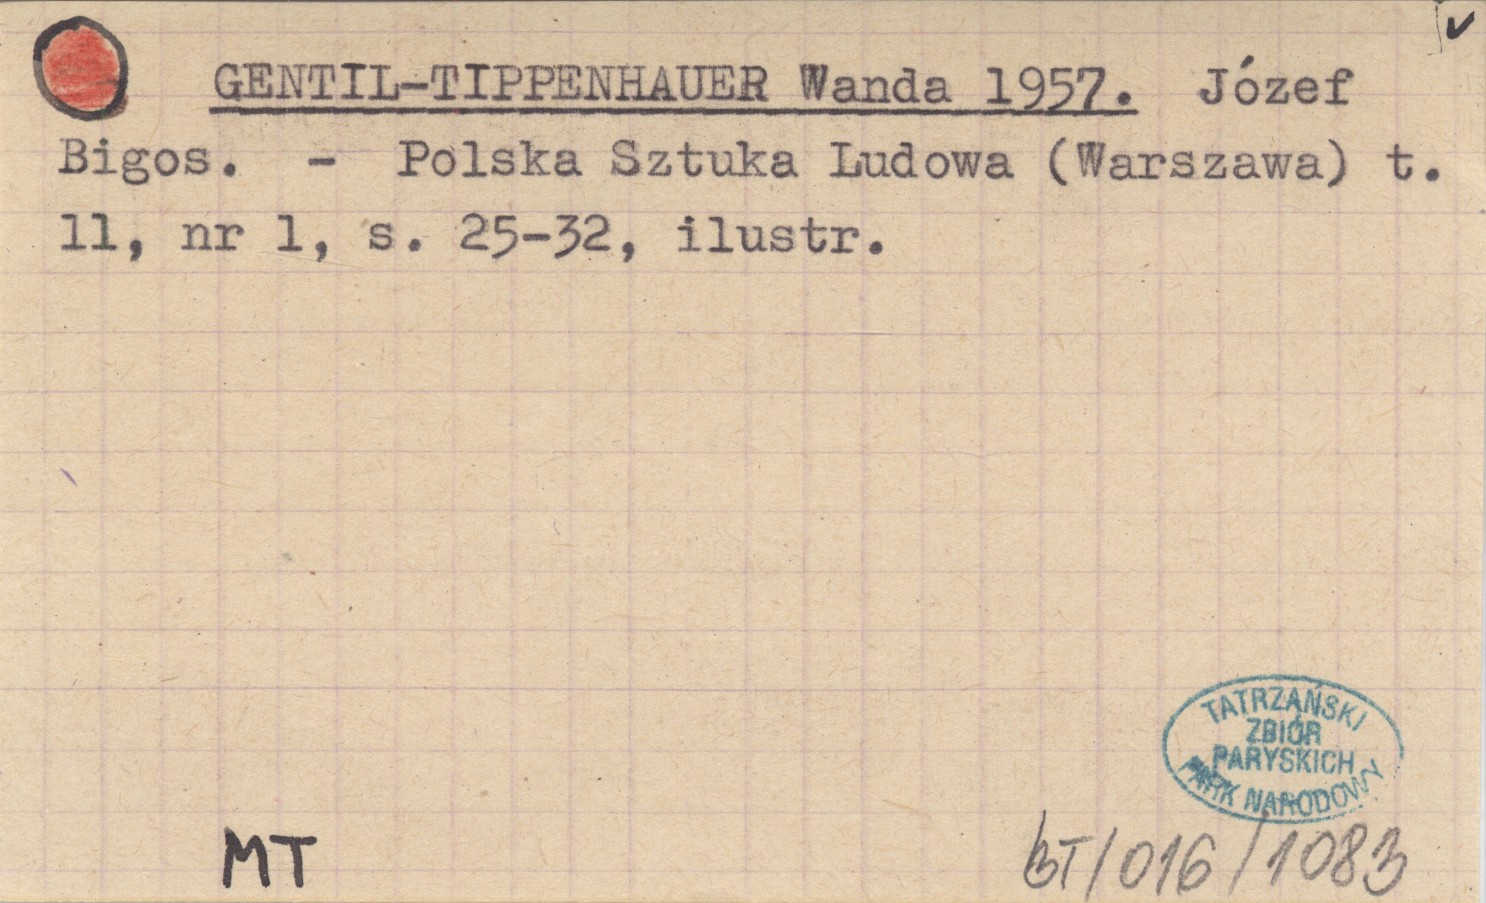 GENTIL-TIPPENHAUER Wanda 1957. Józef
Bigos. - Polska Sztuka Ludowa (Warszawa) t.
11, nr 1, s. 25-32, ilustr.
TATRZAŃSKI
ZBIÓR
PARYSKICH
PARK NARODOWY
MT
BT/016/1083